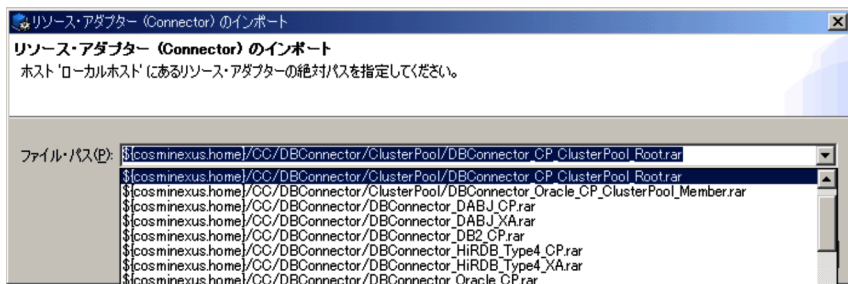 リソース・アダプター (Connector) のインポート
リソース・アダプター (Connector) のインポート
ホスト 'ローカルホスト' にあるリソース・アダプターの絶対パスを指定してください。
ファイル・パス(P): ${cosminexus.home}/CC/DBConnector/ClusterPool/DBConnector_CP_ClusterPool_Root.rar
${cosminexus.home}/CC/DBConnector/ClusterPool/DBConnector_CP_ClusterPool_Root.rar
${cosminexus.home}/CC/DBConnector/ClusterPool/DBConnector_Oracle_CP_ClusterPool_Member.rar
${cosminexus.home}/CC/DBConnector/DBConnector_DABJ_CP.rar
${cosminexus.home}/CC/DBConnector/DBConnector_DABJ_XA.rar
${cosminexus.home}/CC/DBConnector/DBConnector_DB2_CP.rar
${cosminexus.home}/CC/DBConnector/DBConnector_HiRDB_Type4_CP.rar
${cosminexus.home}/CC/DBConnector/DBConnector_HiRDB_Type4_XA.rar
${cosminexus.home}/CC/DBConnector/DBConnector_Oracle_CP.rar